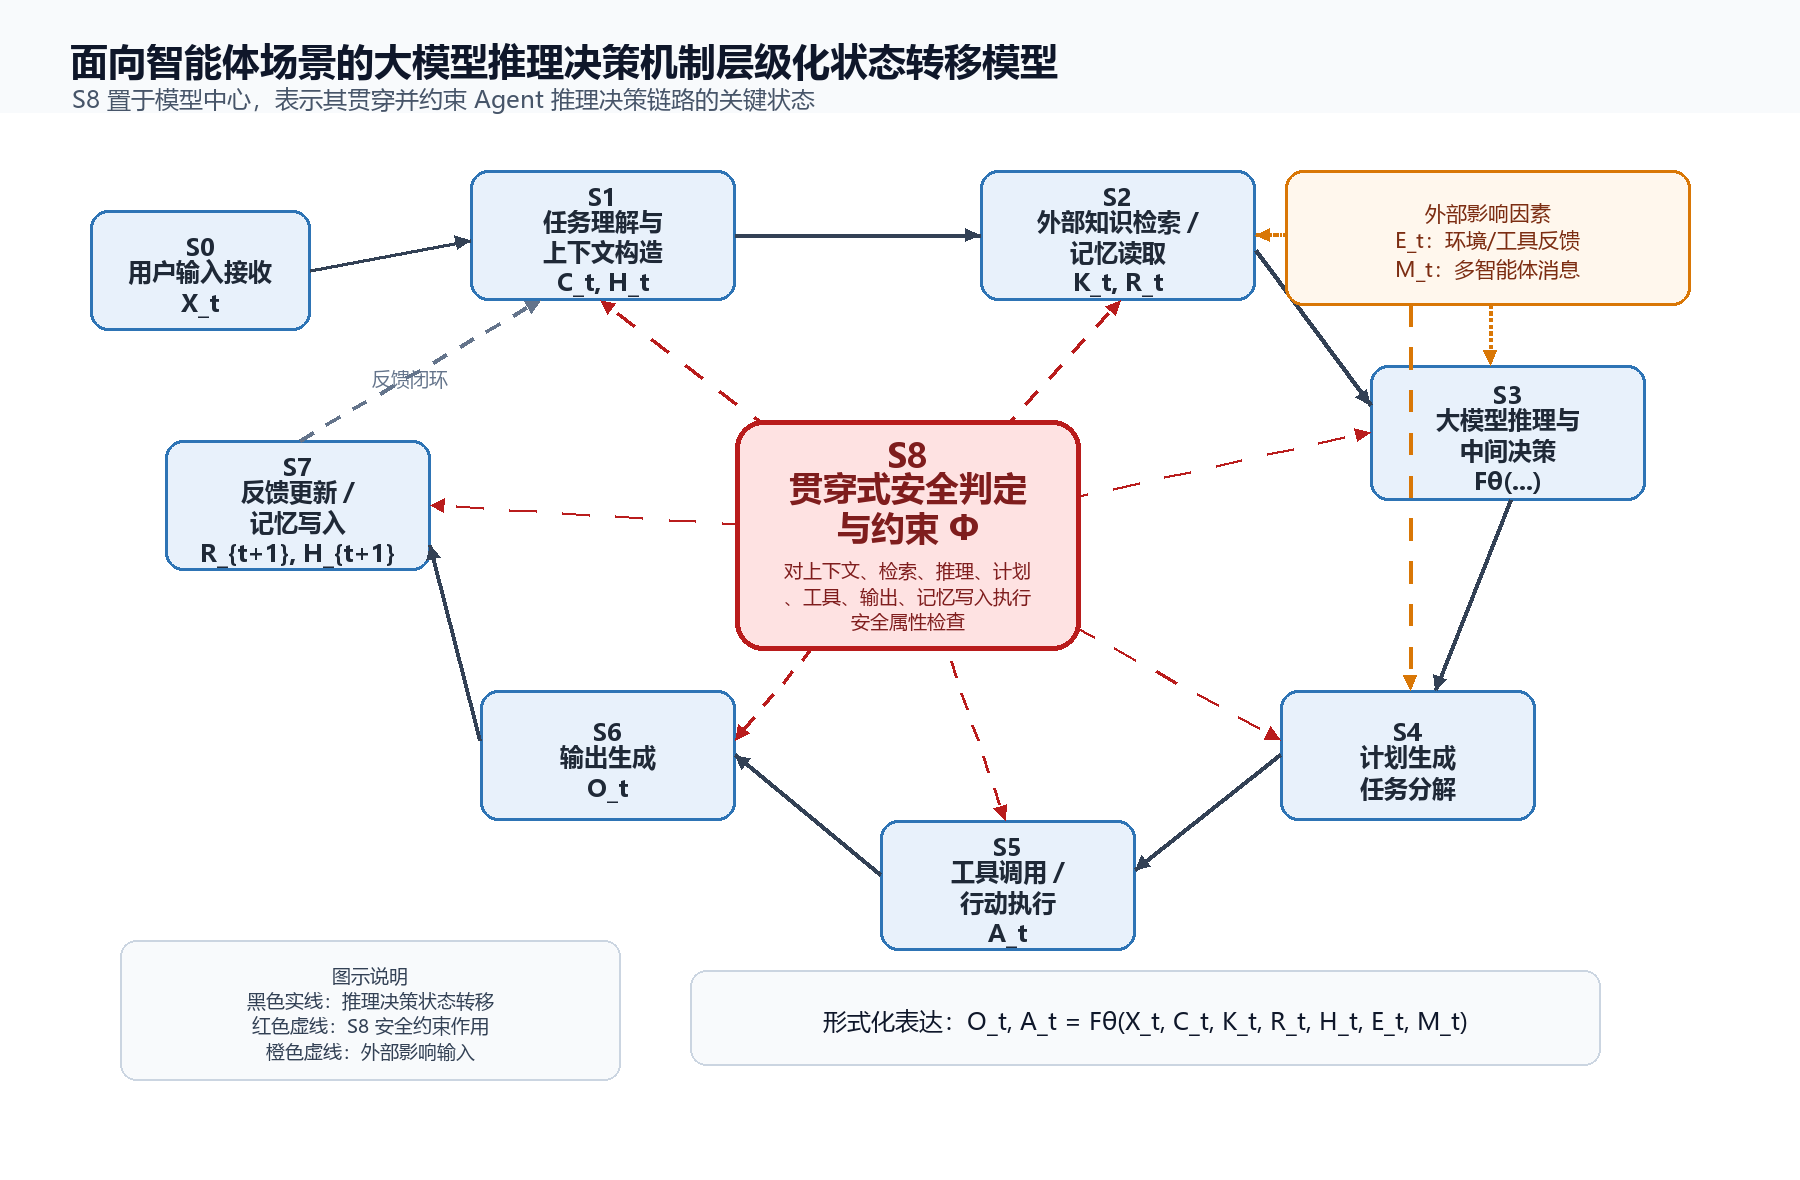 面向智能体场景的大模型推理决策机制层级化状态转移模型
S8 置于模型中心，表示其贯穿并约束 Agent 推理决策链路的关键状态
S0
用户输入接收
X_t
S1
任务理解与
上下文构造
C_t, H_t
S2
外部知识检索 /
记忆读取
K_t, R_t
外部影响因素
E_t：环境/工具反馈
M_t：多智能体消息
S3
大模型推理与
中间决策
Fθ(...)
反馈闭环
S7
反馈更新 /
记忆写入
R_{t+1}, H_{t+1}
S8
贯穿式安全判定
与约束 Φ
对上下文、检索、推理、计划
、工具、输出、记忆写入执行
安全属性检查
S6
输出生成
O_t
S4
计划生成
任务分解
S5
工具调用 /
行动执行
A_t
图示说明
黑色实线：推理决策状态转移
红色虚线：S8 安全约束作用
橙色虚线：外部影响输入
形式化表达：O_t, A_t = Fθ(X_t, C_t, K_t, R_t, H_t, E_t, M_t)